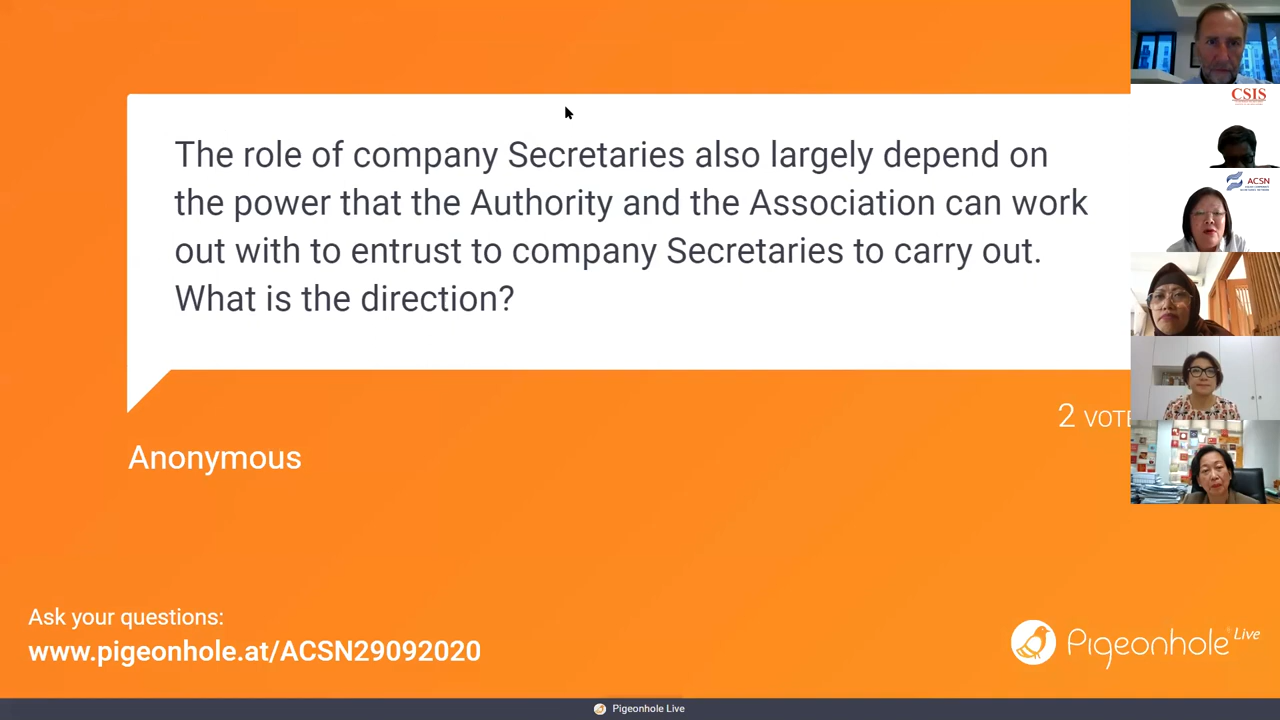 The role of company Secretaries also largely depend on
the power that the Authority and the Association can work
out with to entrust to company Secretaries to carry out.
What is the direction?
2 VOTE
Anonymous
Ask your questions:
www.pigeonhole.at/ACSN29092020
Pigeonhole Live
Pigeonhole Live
CSIS
ACSN